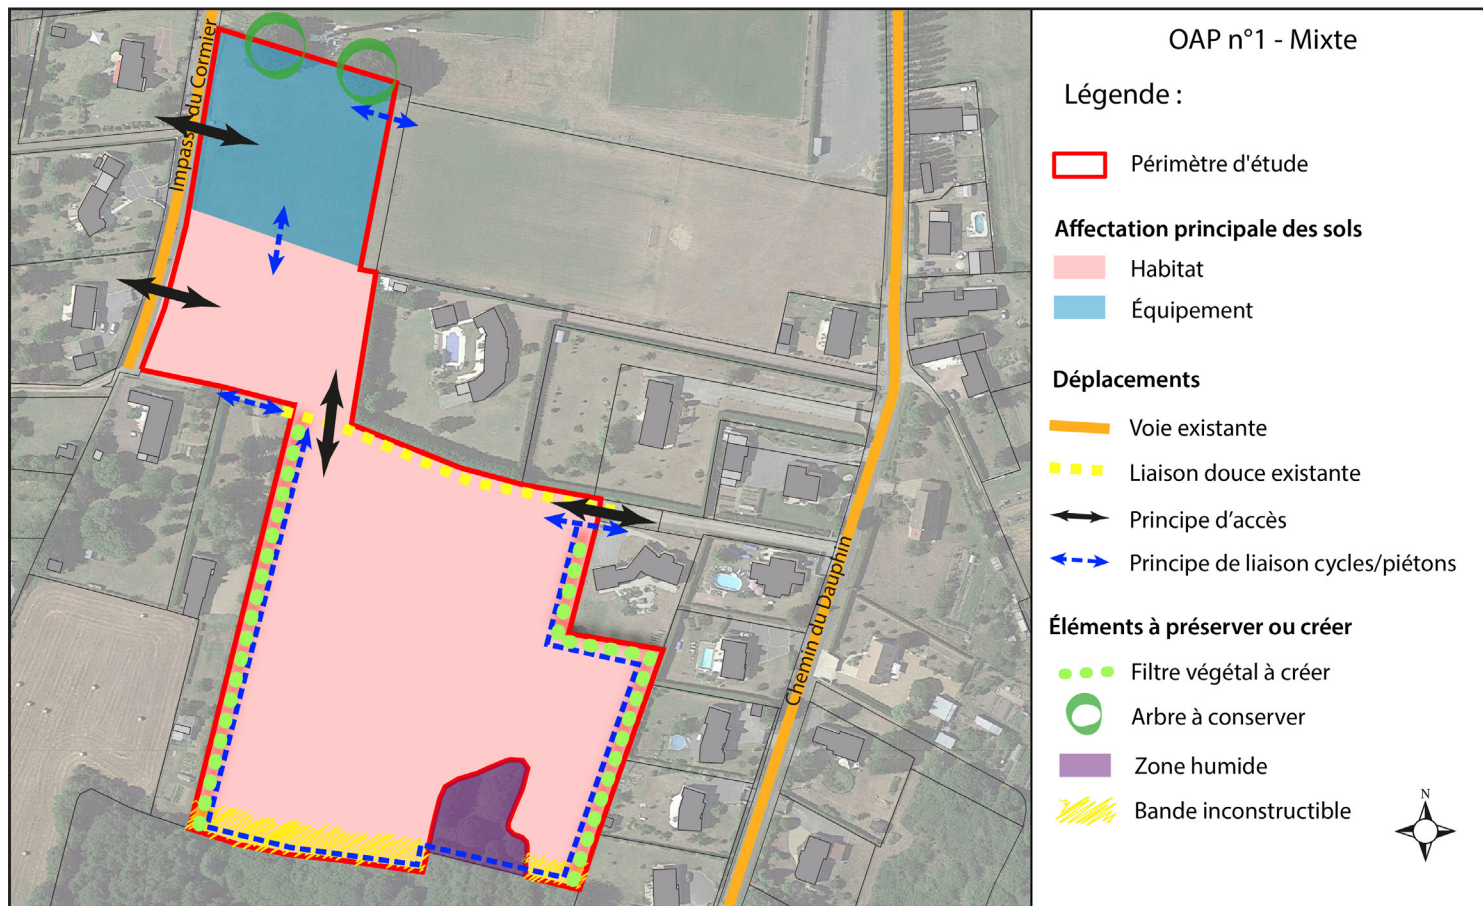 Impasse du Cormier
Chemin du Dauphin
OAP n°1 - Mixte
Légende :
Périmètre d'étude
Affectation principale des sols
Habitat
Équipement
Déplacements
Voie existante
Liaison douce existante
Principe d'accès
Principe de liaison cycles/piétons
Éléments à préserver ou créer
Filtre végétal à créer
Arbre à conserver
Zone humide
Bande inconstructible
N